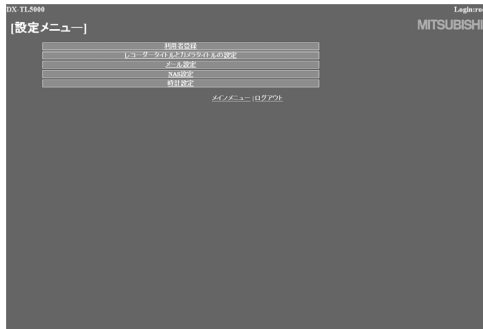 DX-TL5000 Login:ro
[設定メニュー] MITSUBISHI
利用者登録
レコーダータイトルとカメラタイトルの設定
メール設定
NAS設定
時計設定
メインメニュー |ログアウト